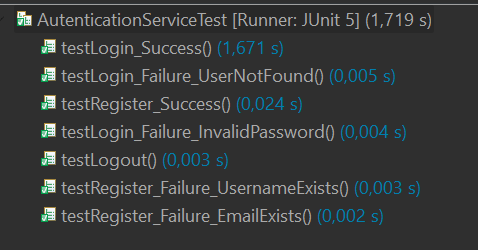 AutenticationServiceTest [Runner: JUnit 5] (1,719 s)
testLogin_Success() (1,671 s)
testLogin_Failure_UserNotFound() (0,005 s)
testRegister_Success() (0,024 s)
testLogin_Failure_InvalidPassword() (0,004 s)
testLogout() (0,003 s)
testRegister_Failure_UsernameExists() (0,003 s)
testRegister_Failure_EmailExists() (0,002 s)